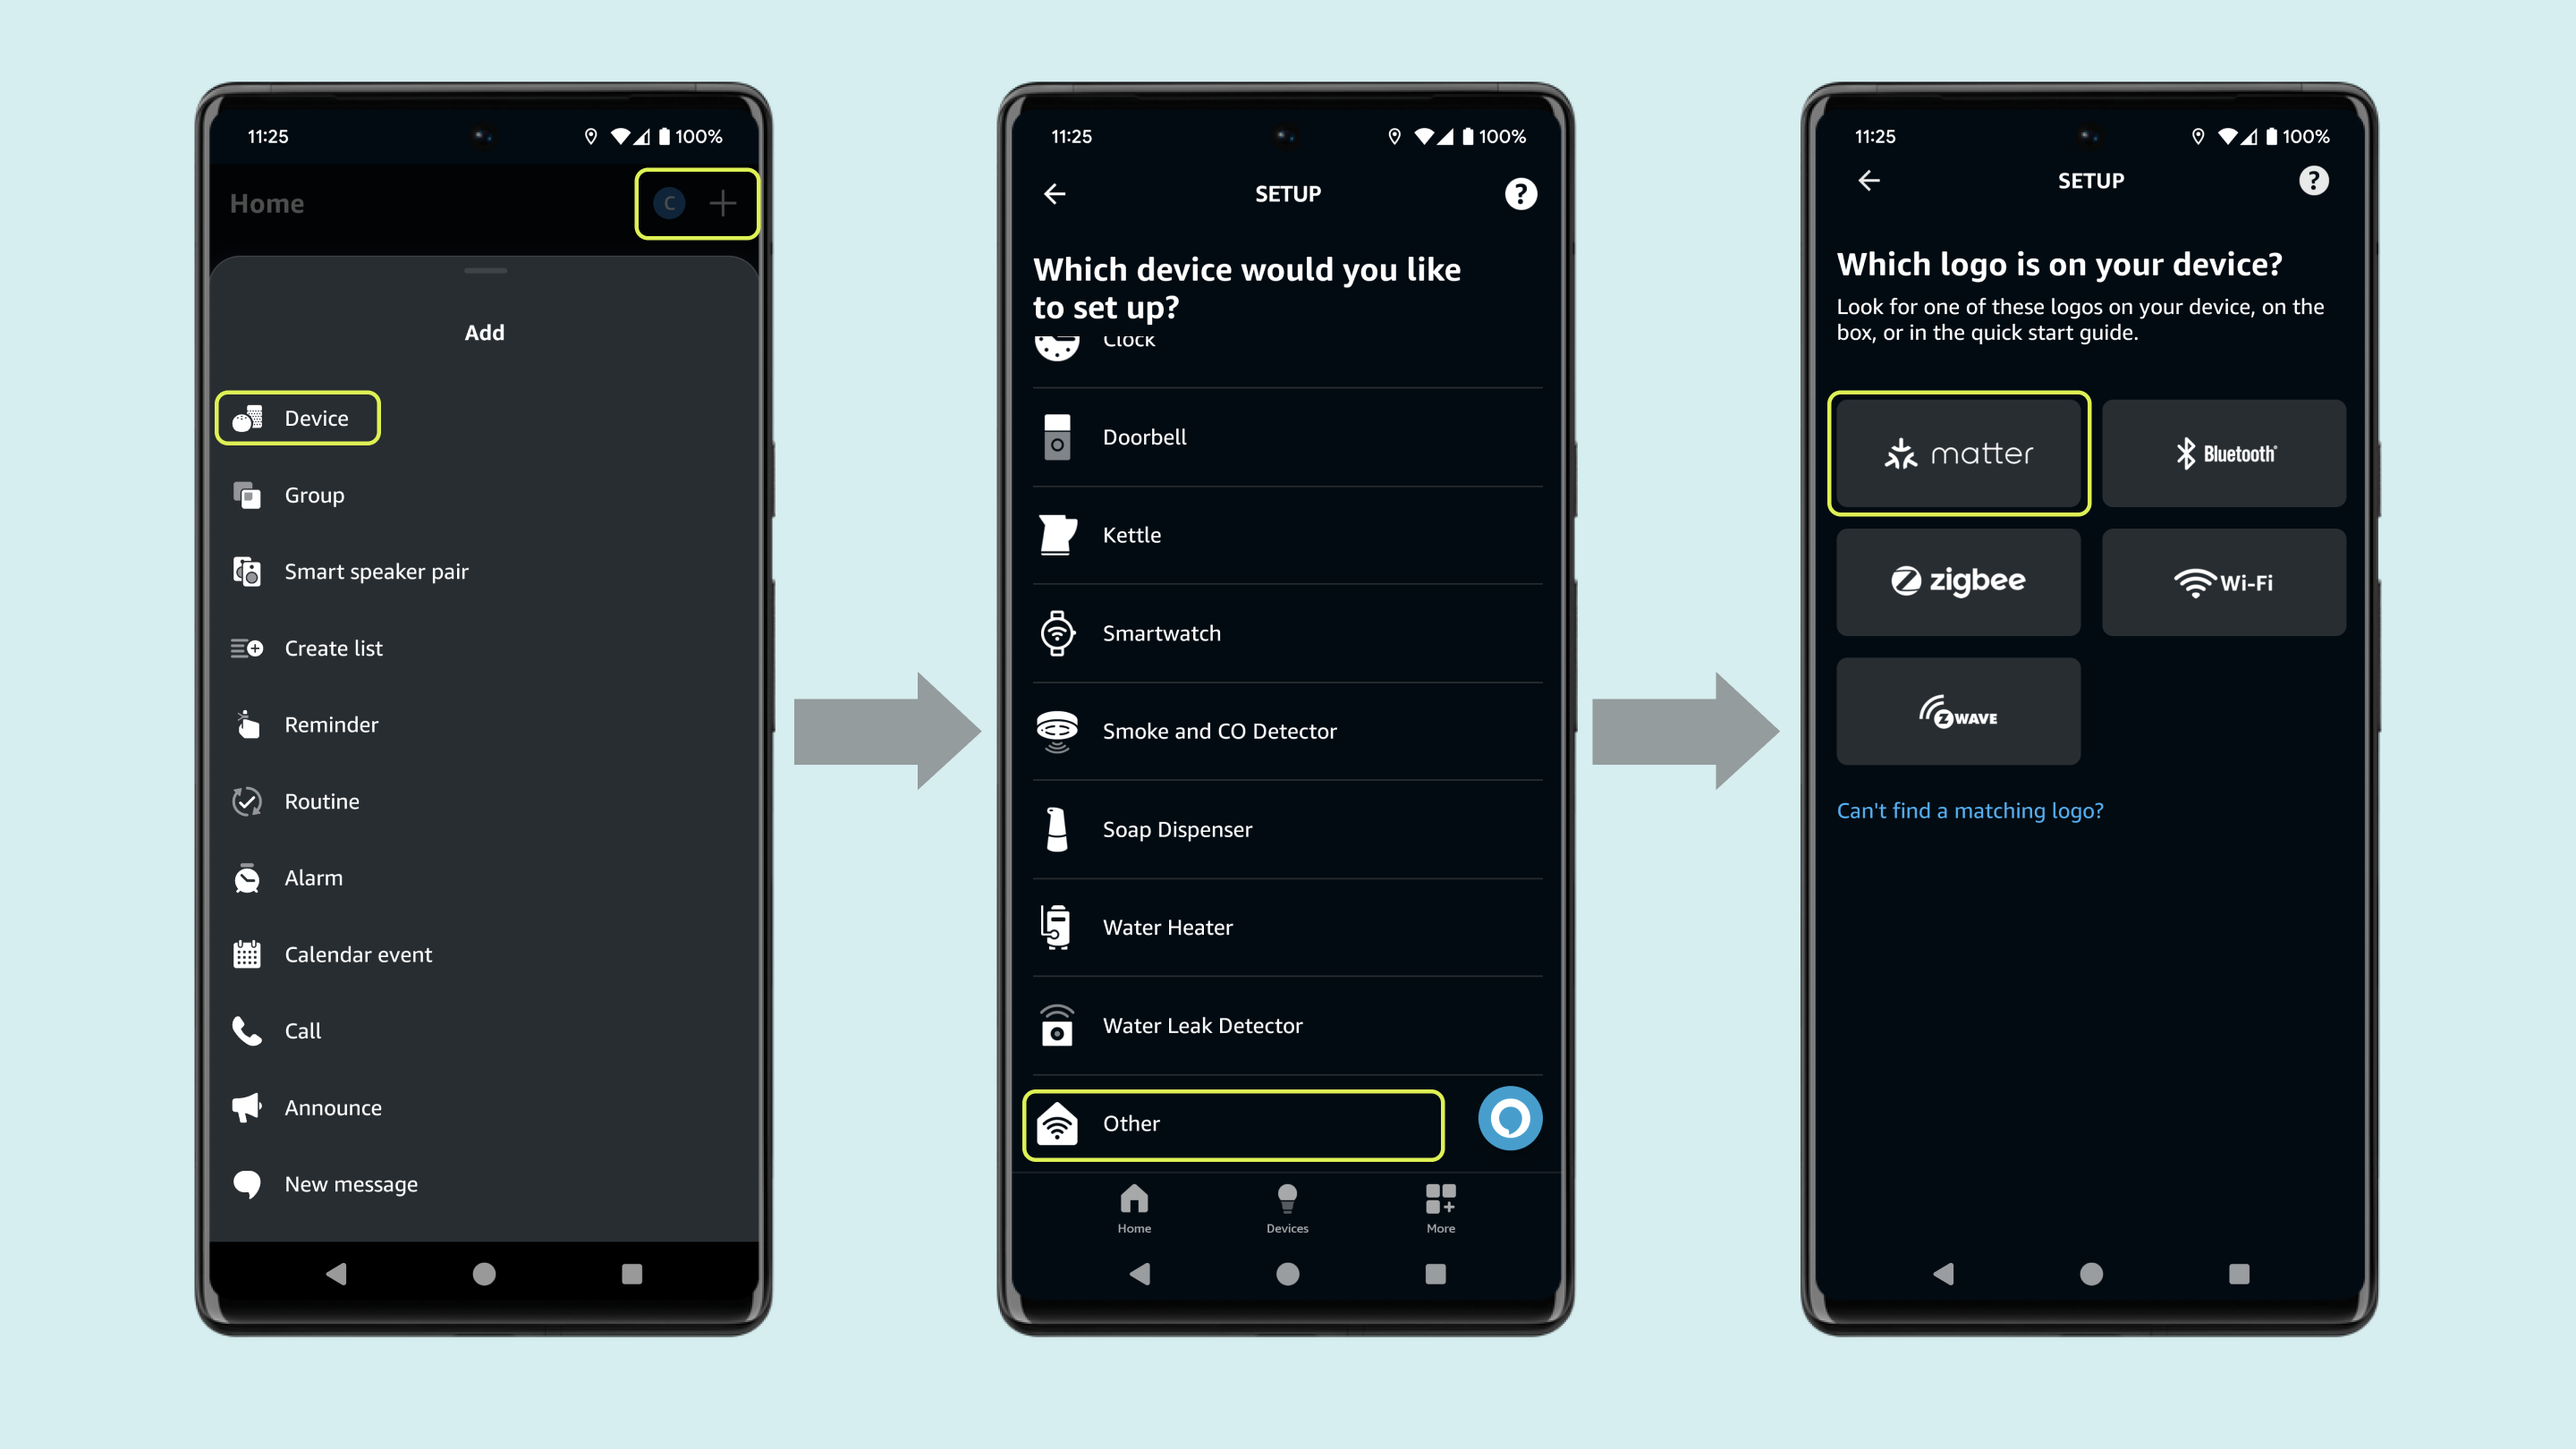 11:25
100%
Home
C
Add
Device
Group
Smart speaker pair
Create list
Reminder
Routine
Alarm
Calendar event
Call
Announce
New message
11:25
100%
SETUP
?
Which device would you like
to set up?
Clock
Doorbell
Kettle
Smartwatch
Smoke and CO Detector
Soap Dispenser
Water Heater
Water Leak Detector
Other
Home
Devices
More
11:25
100%
SETUP
?
Which logo is on your device?
Look for one of these logos on your device, on the
box, or in the quick start guide.
matter
Bluetooth®
zigbee
Wi-Fi
Z WAVE
Can't find a matching logo?